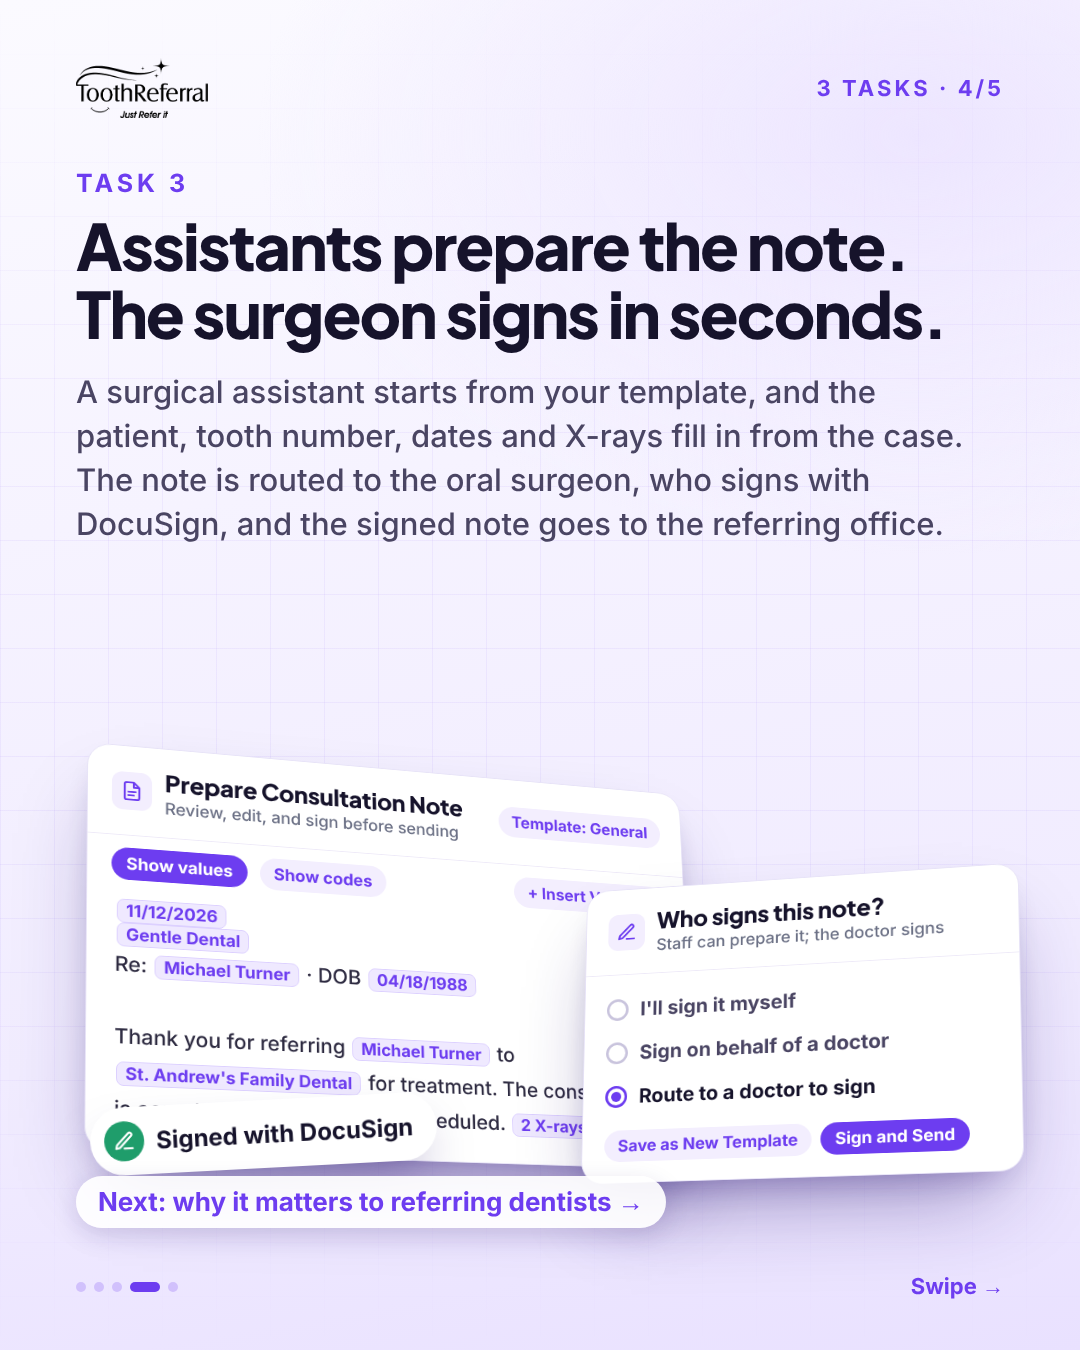 ToothReferral
Just Refer it
3 TASKS · 4/5
TASK 3
Assistants prepare the note.
The surgeon signs in seconds.
A surgical assistant starts from your template, and the
patient, tooth number, dates and X-rays fill in from the case.
The note is routed to the oral surgeon, who signs with
DocuSign, and the signed note goes to the referring office.
Prepare Consultation Note
Review, edit, and sign before sending
Template: General
Show values
Show codes
+ Insert
11/12/2026
Gentle Dental
Re: Michael Turner · DOB 04/18/1988
Thank you for referring Michael Turner to
St. Andrew's Family Dental for treatment. The cons
eduled. 2 X-rays
Signed with DocuSign
Who signs this note?
Staff can prepare it; the doctor signs
I'll sign it myself
Sign on behalf of a doctor
Route to a doctor to sign
Save as New Template
Sign and Send
Next: why it matters to referring dentists →
Swipe →